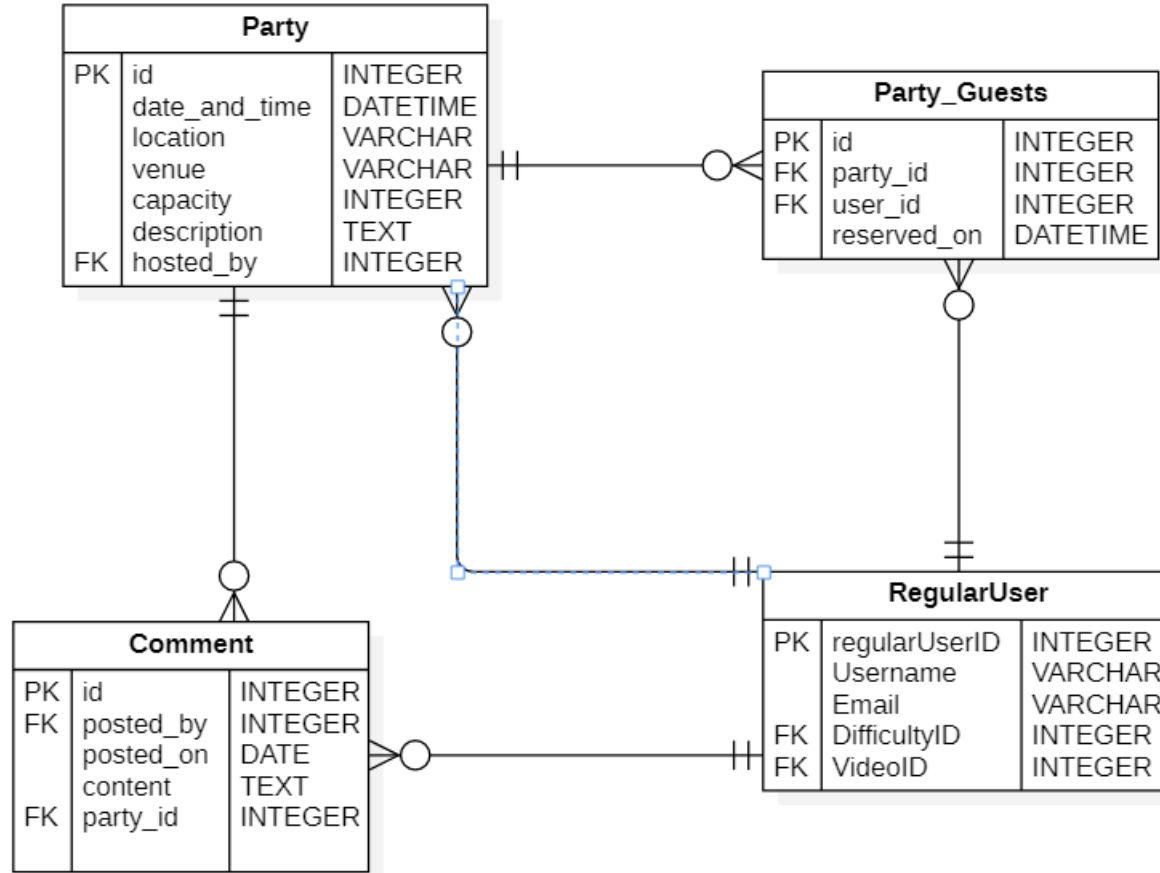 Party
PK id INTEGER
date_and_time DATETIME
location VARCHAR
venue VARCHAR
capacity INTEGER
description TEXT
FK hosted_by INTEGER
Party_Guests
PK id INTEGER
FK party_id INTEGER
FK user_id INTEGER
reserved_on DATETIME
Comment
PK id INTEGER
FK posted_by INTEGER
posted_on DATE
content TEXT
FK party_id INTEGER
RegularUser
PK regularUserID INTEGER
Username VARCHAR
Email VARCHAR
FK DifficultyID INTEGER
FK VideoID INTEGER